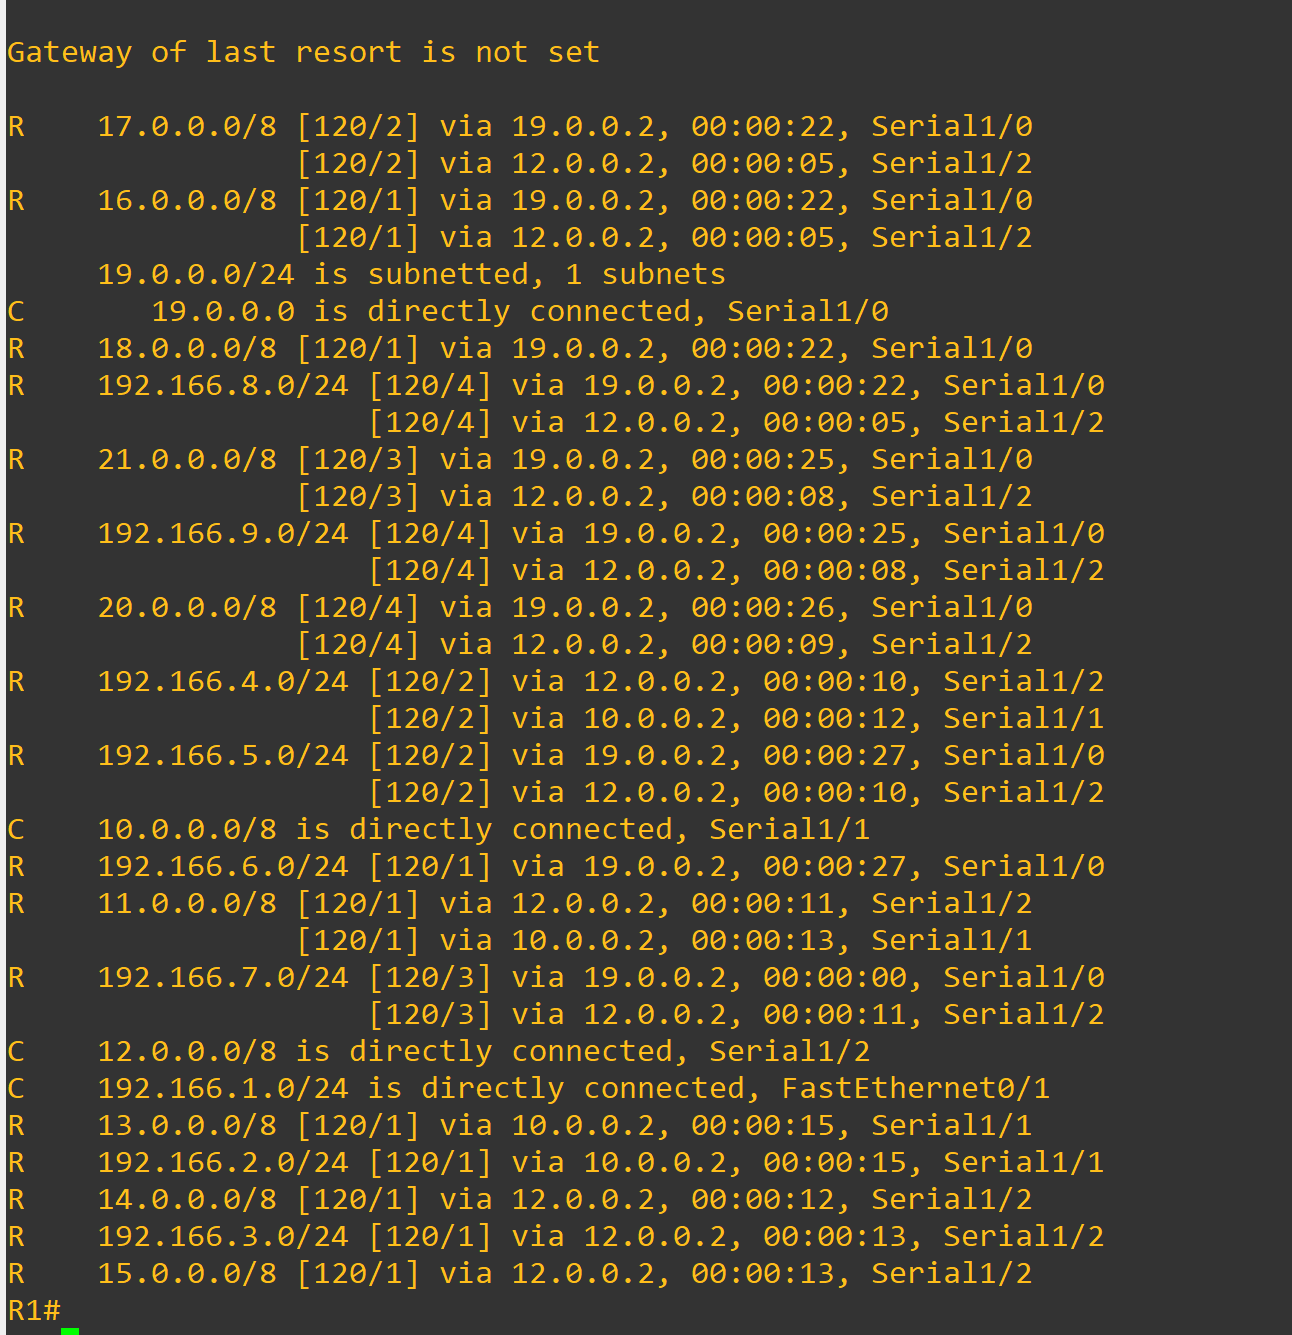 Gateway of last resort is not set
R    17.0.0.0/8 [120/2] via 19.0.0.2, 00:00:22, Serial1/0
                [120/2] via 12.0.0.2, 00:00:05, Serial1/2
R    16.0.0.0/8 [120/1] via 19.0.0.2, 00:00:22, Serial1/0
                [120/1] via 12.0.0.2, 00:00:05, Serial1/2
     19.0.0.0/24 is subnetted, 1 subnets
C       19.0.0.0 is directly connected, Serial1/0
R    18.0.0.0/8 [120/1] via 19.0.0.2, 00:00:22, Serial1/0
R    192.166.8.0/24 [120/4] via 19.0.0.2, 00:00:22, Serial1/0
                    [120/4] via 12.0.0.2, 00:00:05, Serial1/2
R    21.0.0.0/8 [120/3] via 19.0.0.2, 00:00:25, Serial1/0
                [120/3] via 12.0.0.2, 00:00:08, Serial1/2
R    192.166.9.0/24 [120/4] via 19.0.0.2, 00:00:25, Serial1/0
                    [120/4] via 12.0.0.2, 00:00:08, Serial1/2
R    20.0.0.0/8 [120/4] via 19.0.0.2, 00:00:26, Serial1/0
                [120/4] via 12.0.0.2, 00:00:09, Serial1/2
R    192.166.4.0/24 [120/2] via 12.0.0.2, 00:00:10, Serial1/2
                    [120/2] via 10.0.0.2, 00:00:12, Serial1/1
R    192.166.5.0/24 [120/2] via 19.0.0.2, 00:00:27, Serial1/0
                    [120/2] via 12.0.0.2, 00:00:10, Serial1/2
C    10.0.0.0/8 is directly connected, Serial1/1
R    192.166.6.0/24 [120/1] via 19.0.0.2, 00:00:27, Serial1/0
R    11.0.0.0/8 [120/1] via 12.0.0.2, 00:00:11, Serial1/2
                [120/1] via 10.0.0.2, 00:00:13, Serial1/1
R    192.166.7.0/24 [120/3] via 19.0.0.2, 00:00:00, Serial1/0
                    [120/3] via 12.0.0.2, 00:00:11, Serial1/2
C    12.0.0.0/8 is directly connected, Serial1/2
C    192.166.1.0/24 is directly connected, FastEthernet0/1
R    13.0.0.0/8 [120/1] via 10.0.0.2, 00:00:15, Serial1/1
R    192.166.2.0/24 [120/1] via 10.0.0.2, 00:00:15, Serial1/1
R    14.0.0.0/8 [120/1] via 12.0.0.2, 00:00:12, Serial1/2
R    192.166.3.0/24 [120/1] via 12.0.0.2, 00:00:13, Serial1/2
R    15.0.0.0/8 [120/1] via 12.0.0.2, 00:00:13, Serial1/2
R1#